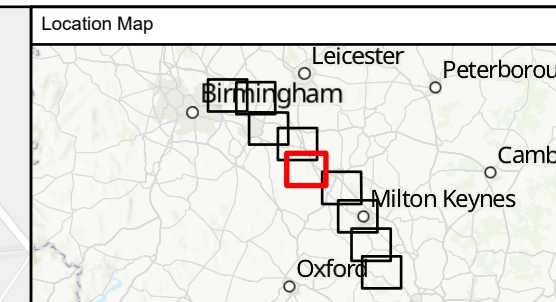 Location Map
Leicester
Peterborou
Birmingham
Camb
Milton Keynes
Oxford